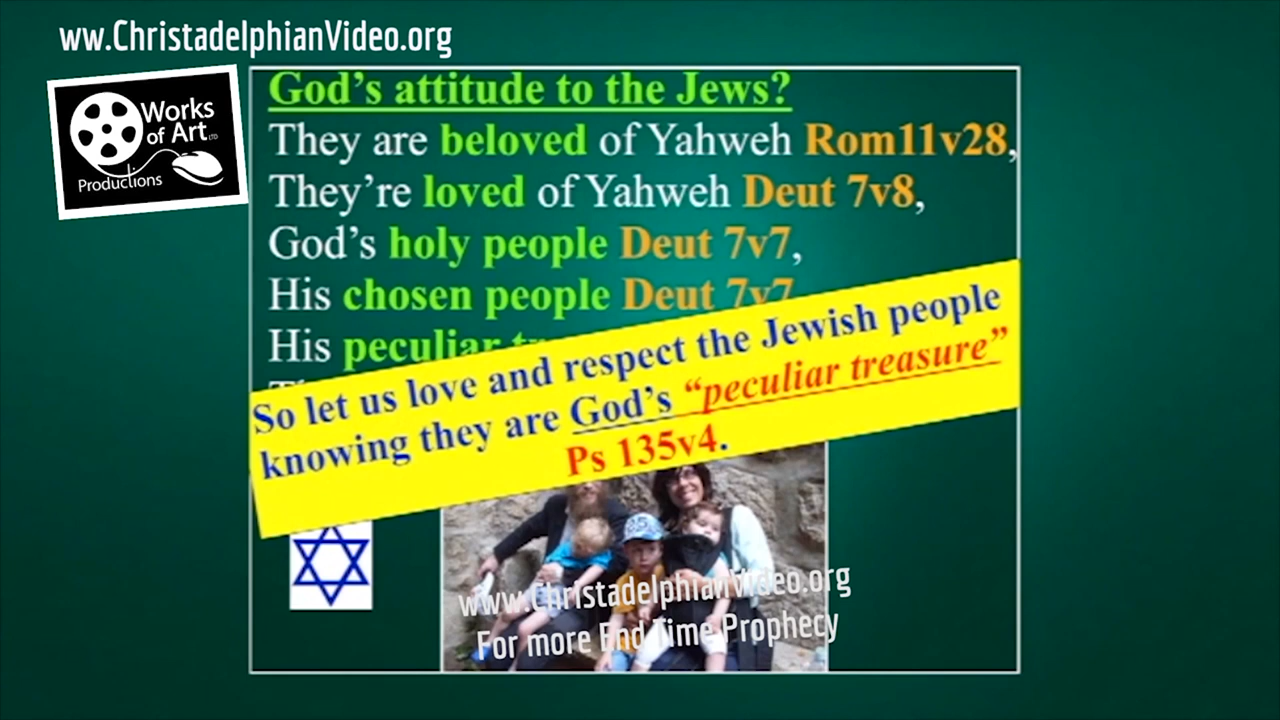 ww.ChristadelphianVideo.org
Works
of Art LTD
Productions
God's attitude to the Jews?
They are beloved of Yahweh Rom11v28,
They're loved of Yahweh Deut 7v8,
God's holy people Deut 7v7,
His chosen people Deut 7v7
His peculiar
So let us love and respect the Jewish people
knowing they are God's “peculiar treasure”
Ps 135v4.
www.ChristadelphianVideo.org
For more End Time Prophecy